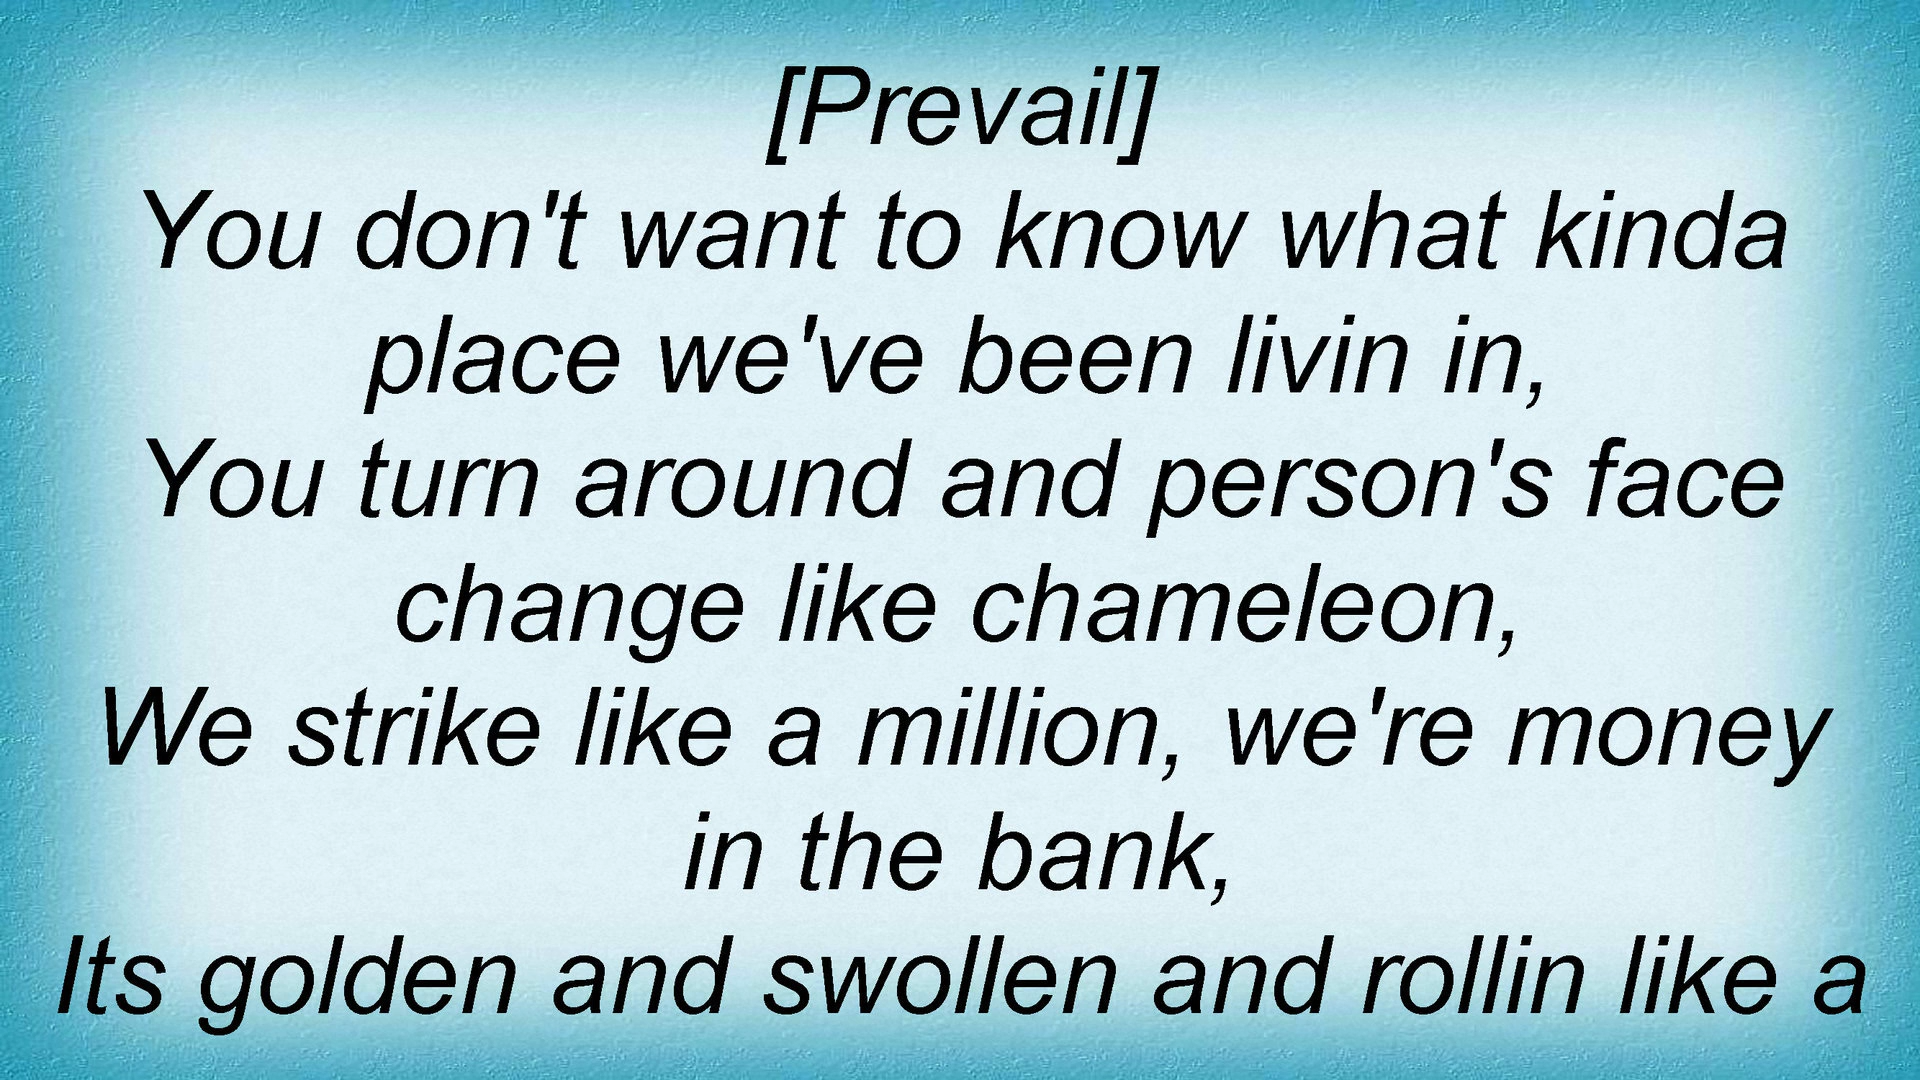 [Prevail]
You don't want to know what kinda
place we've been livin in,
You turn around and person's face
change like chameleon,
We strike like a million, we're money
in the bank,
Its golden and swollen and rollin like a